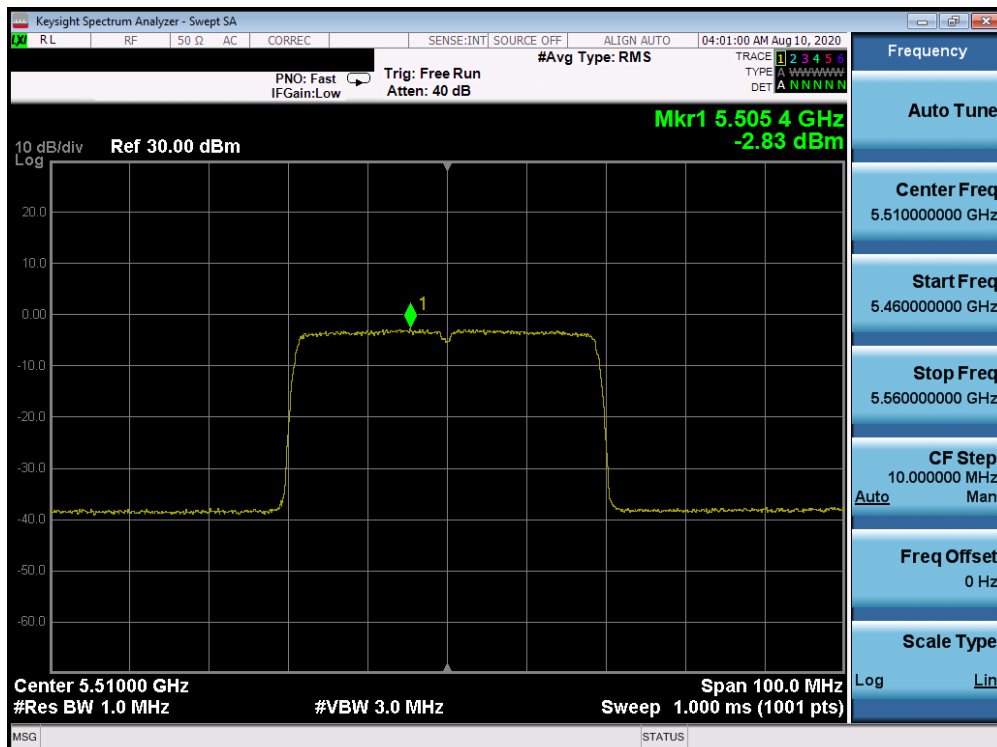 Keysight Spectrum Analyzer - Swept SA
LXI RL RF 50 Ω AC CORREC SENSE:INT SOURCE OFF ALIGN AUTO 04:01:00 AM Aug 10, 2020
PNO: Fast Trig: Free Run #Avg Type: RMS TRACE 1 2 3 4 5 6
IFGain:Low Atten: 40 dB TYPE A WWWWW
DET A N N N N N
Mkr1 5.505 4 GHz
-2.83 dBm
10 dB/div Ref 30.00 dBm
Log
20.0
10.0
0.00
-10.0
-20.0
-30.0
-40.0
-50.0
-60.0
1
Center 5.51000 GHz Span 100.0 MHz
#Res BW 1.0 MHz #VBW 3.0 MHz Sweep 1.000 ms (1001 pts)
MSG STATUS
Frequency
Auto Tune
Center Freq
5.510000000 GHz
Start Freq
5.460000000 GHz
Stop Freq
5.560000000 GHz
CF Step
10.000000 MHz
Auto Man
Freq Offset
0 Hz
Scale Type
Log Lin